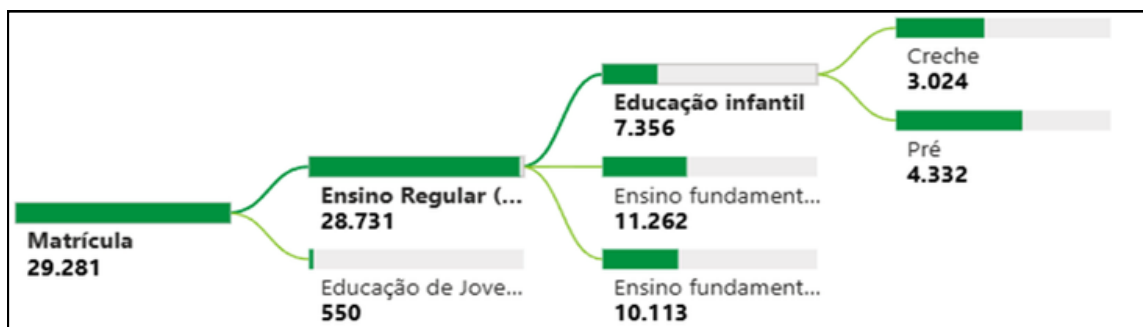 Matrícula
29.281
Ensino Regular (...
28.731
Educação de Jove...
550
Educação infantil
7.356
Ensino fundament...
11.262
Ensino fundament...
10.113
Creche
3.024
Pré
4.332